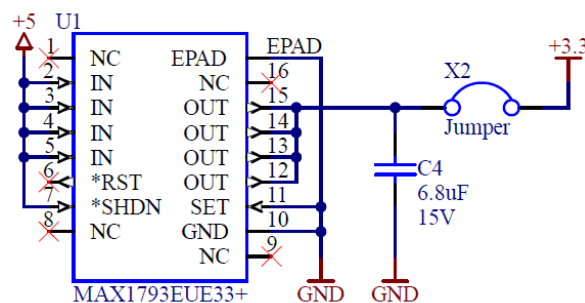 +5
U1
1 NC
2 IN
3 IN
4 IN
5 IN
6 *RST
7 *SHDN
8 NC
EPAD EPAD
NC 16
OUT 15
OUT 14
OUT 13
OUT 12
SET 11
GND 10
NC 9
MAX1793EUE33+
GND
C4
6.8uF
15V
GND
X2
Jumper
+3.3